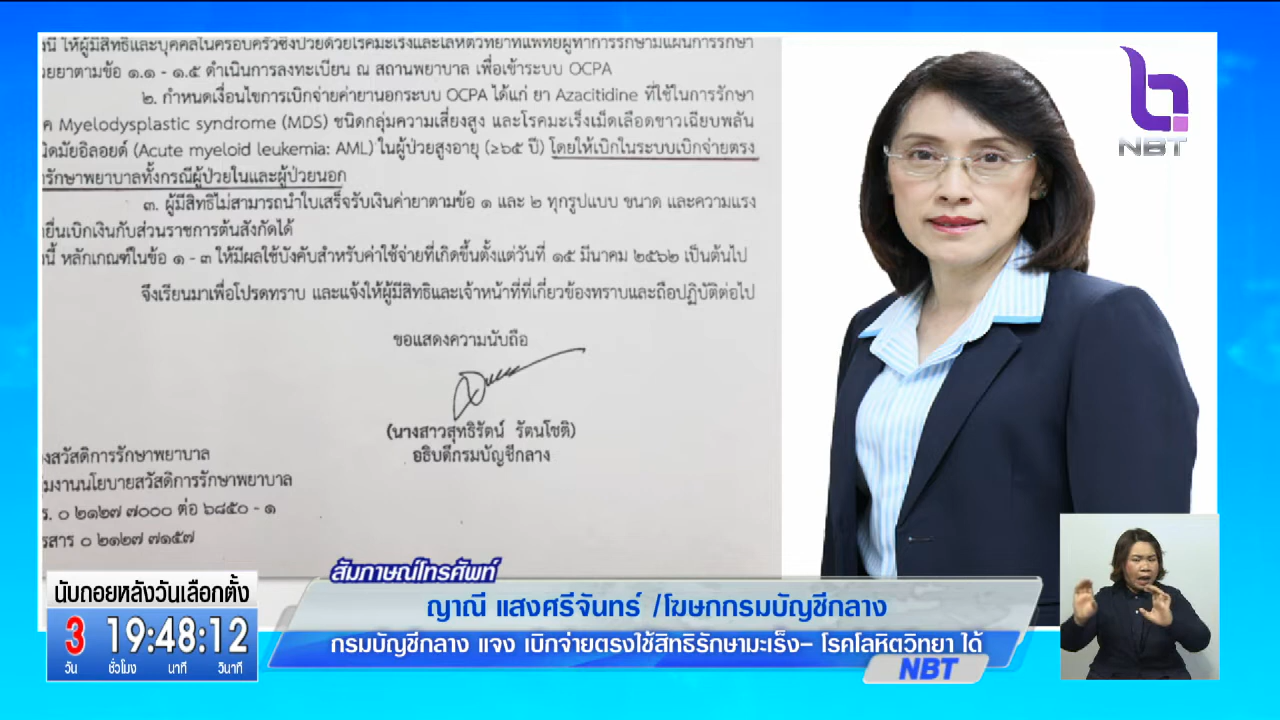 ให้ผู้มีสิทธิและบุคคลในครอบครัวซึ่งป่วยด้วยโรคมะเร็งและโลหิตวิทยาที่แพทย์ผู้ทำการรักษามีแผนการรักษา
วยยาตามข้อ ๑.๑ - ๑.๕ ดำเนินการลงทะเบียน ณ สถานพยาบาล เพื่อเข้าระบบ OCPA
๒. กำหนดเงื่อนไขการเบิกจ่ายค่ายานอกระบบ OCPA ได้แก่ ยา Azacitidine ที่ใช้ในการรักษา
ค Myelodysplastic syndrome (MDS) ชนิดกลุ่มความเสี่ยงสูง และโรคมะเร็งเม็ดเลือดขาวเฉียบพลัน
นิดมัยอิลอยด์ (Acute myeloid leukemia: AML) ในผู้ป่วยสูงอายุ (≥๖๕ ปี) โดยให้เบิกในระบบเบิกจ่ายตรง
ารักษาพยาบาลทั้งกรณีผู้ป่วยในและผู้ป่วยนอก
๓. ผู้มีสิทธิไม่สามารถนำใบเสร็จรับเงินค่ายาตามข้อ ๑ และ ๒ ทุกรูปแบบ ขนาด และความแรง
ายื่นเบิกเงินกับส่วนราชการต้นสังกัดได้
นี้ หลักเกณฑ์ในข้อ ๑ - ๓ ให้มีผลใช้บังคับสำหรับค่าใช้จ่ายที่เกิดขึ้นตั้งแต่วันที่ ๑๕ มีนาคม ๒๕๖๒ เป็นต้นไป
จึงเรียนมาเพื่อโปรดทราบ และแจ้งให้ผู้มีสิทธิและเจ้าหน้าที่ที่เกี่ยวข้องทราบและถือปฏิบัติต่อไป
ขอแสดงความนับถือ
(นางสาวสุทธิรัตน์ รัตนโชติ)
อธิบดีกรมบัญชีกลาง
งสวัสดิการรักษาพยาบาล
่มงานนโยบายสวัสดิการรักษาพยาบาล
ร. ๐ ๒๑๒๗ ๗๐๐๐ ต่อ ๖๘๕๐ - ๑
รสาร ๐ ๒๑๒๗ ๗๑๕๗
NBT
สัมภาษณ์โทรศัพท์
ญาณี แสงศรีจันทร์ /โฆษกกรมบัญชีกลาง
กรมบัญชีกลาง แจง เบิกจ่ายตรงใช้สิทธิรักษามะเร็ง- โรคโลหิตวิทยา ได้
NBT
นับถอยหลังวันเลือกตั้ง
3 19:48:12
วัน ชั่วโมง นาที วินาที